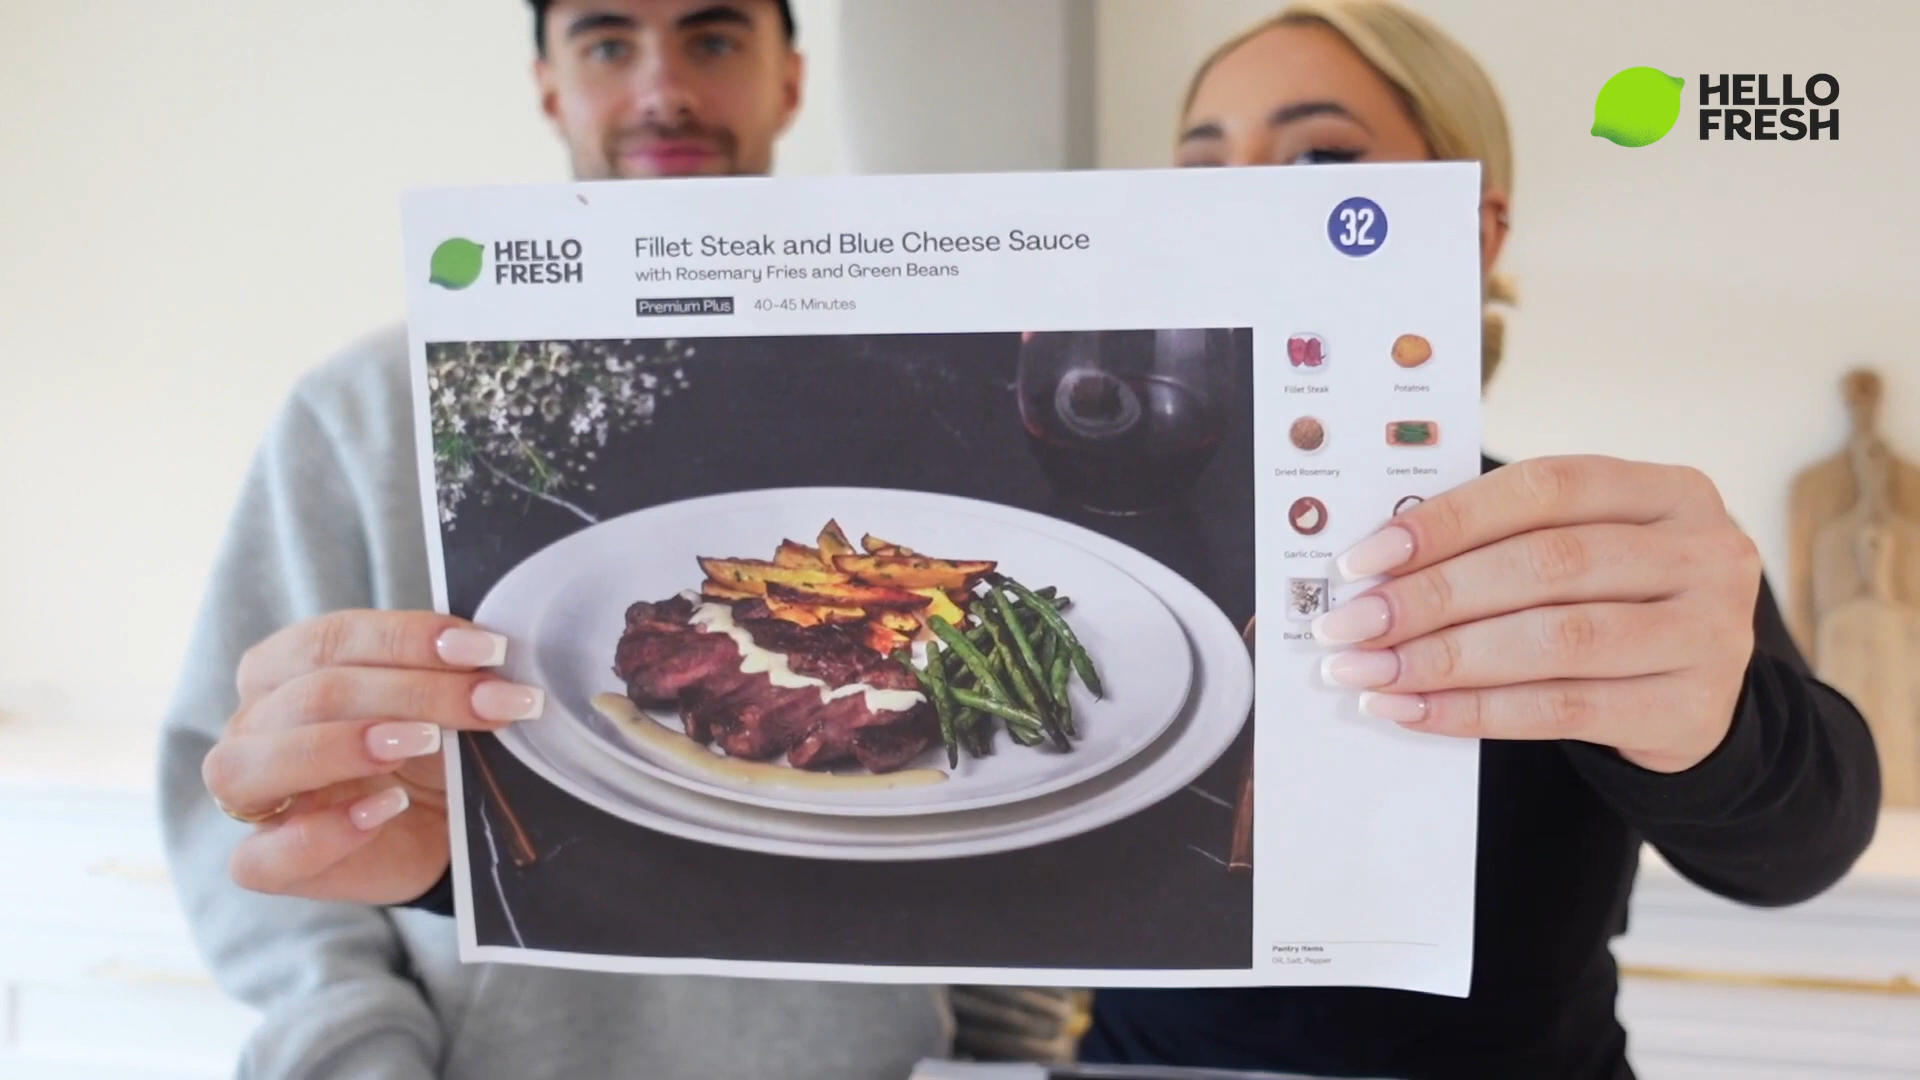 HELLO
FRESH
HELLO
FRESH
Fillet Steak and Blue Cheese Sauce
with Rosemary Fries and Green Beans
Premium Plus 40-45 Minutes
32
Fillet Steak
Potatoes
Dried Rosemary
Green Beans
Garlic Clove
Blue
Pantry Items
Oil, Salt, Pepper